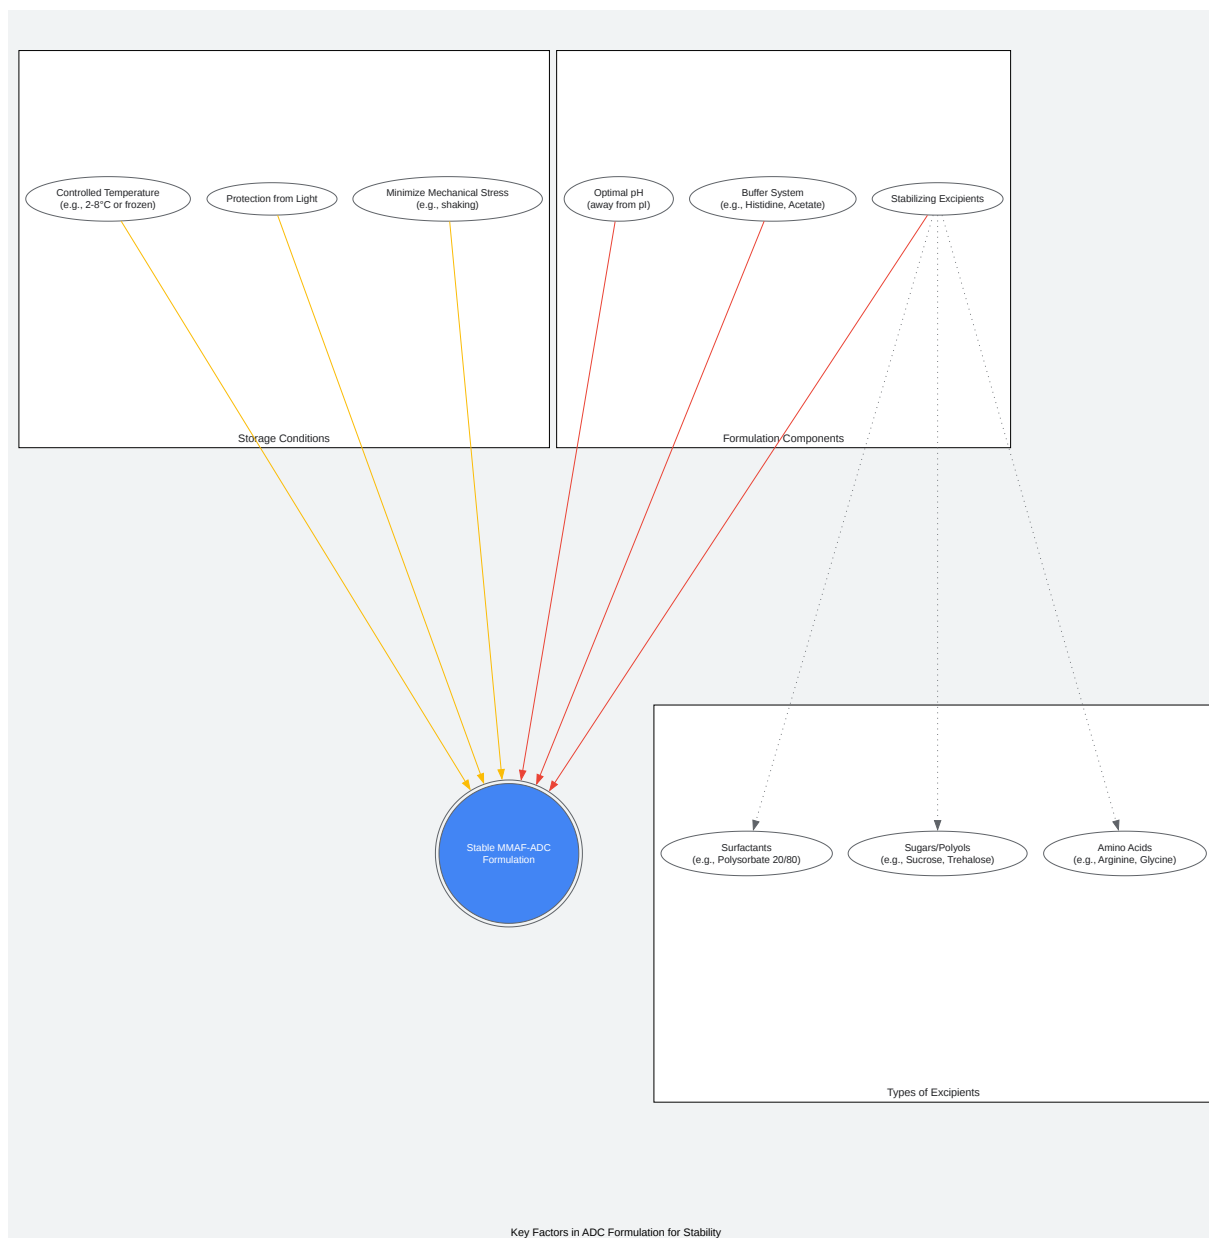 Controlled Temperature
(e.g., 2-8°C or frozen)
Protection from Light
Minimize Mechanical Stress
(e.g., shaking)
Optimal pH
(away from pI)
Buffer System
(e.g., Histidine, Acetate)
Stabilizing Excipients
Storage Conditions
Formulation Components
Stable MMAF-ADC
Formulation
Surfactants
(e.g., Polysorbate 20/80)
Sugars/Polyols
(e.g., Sucrose, Trehalose)
Amino Acids
(e.g., Arginine, Glycine)
Types of Excipients
Key Factors in ADC Formulation for Stability